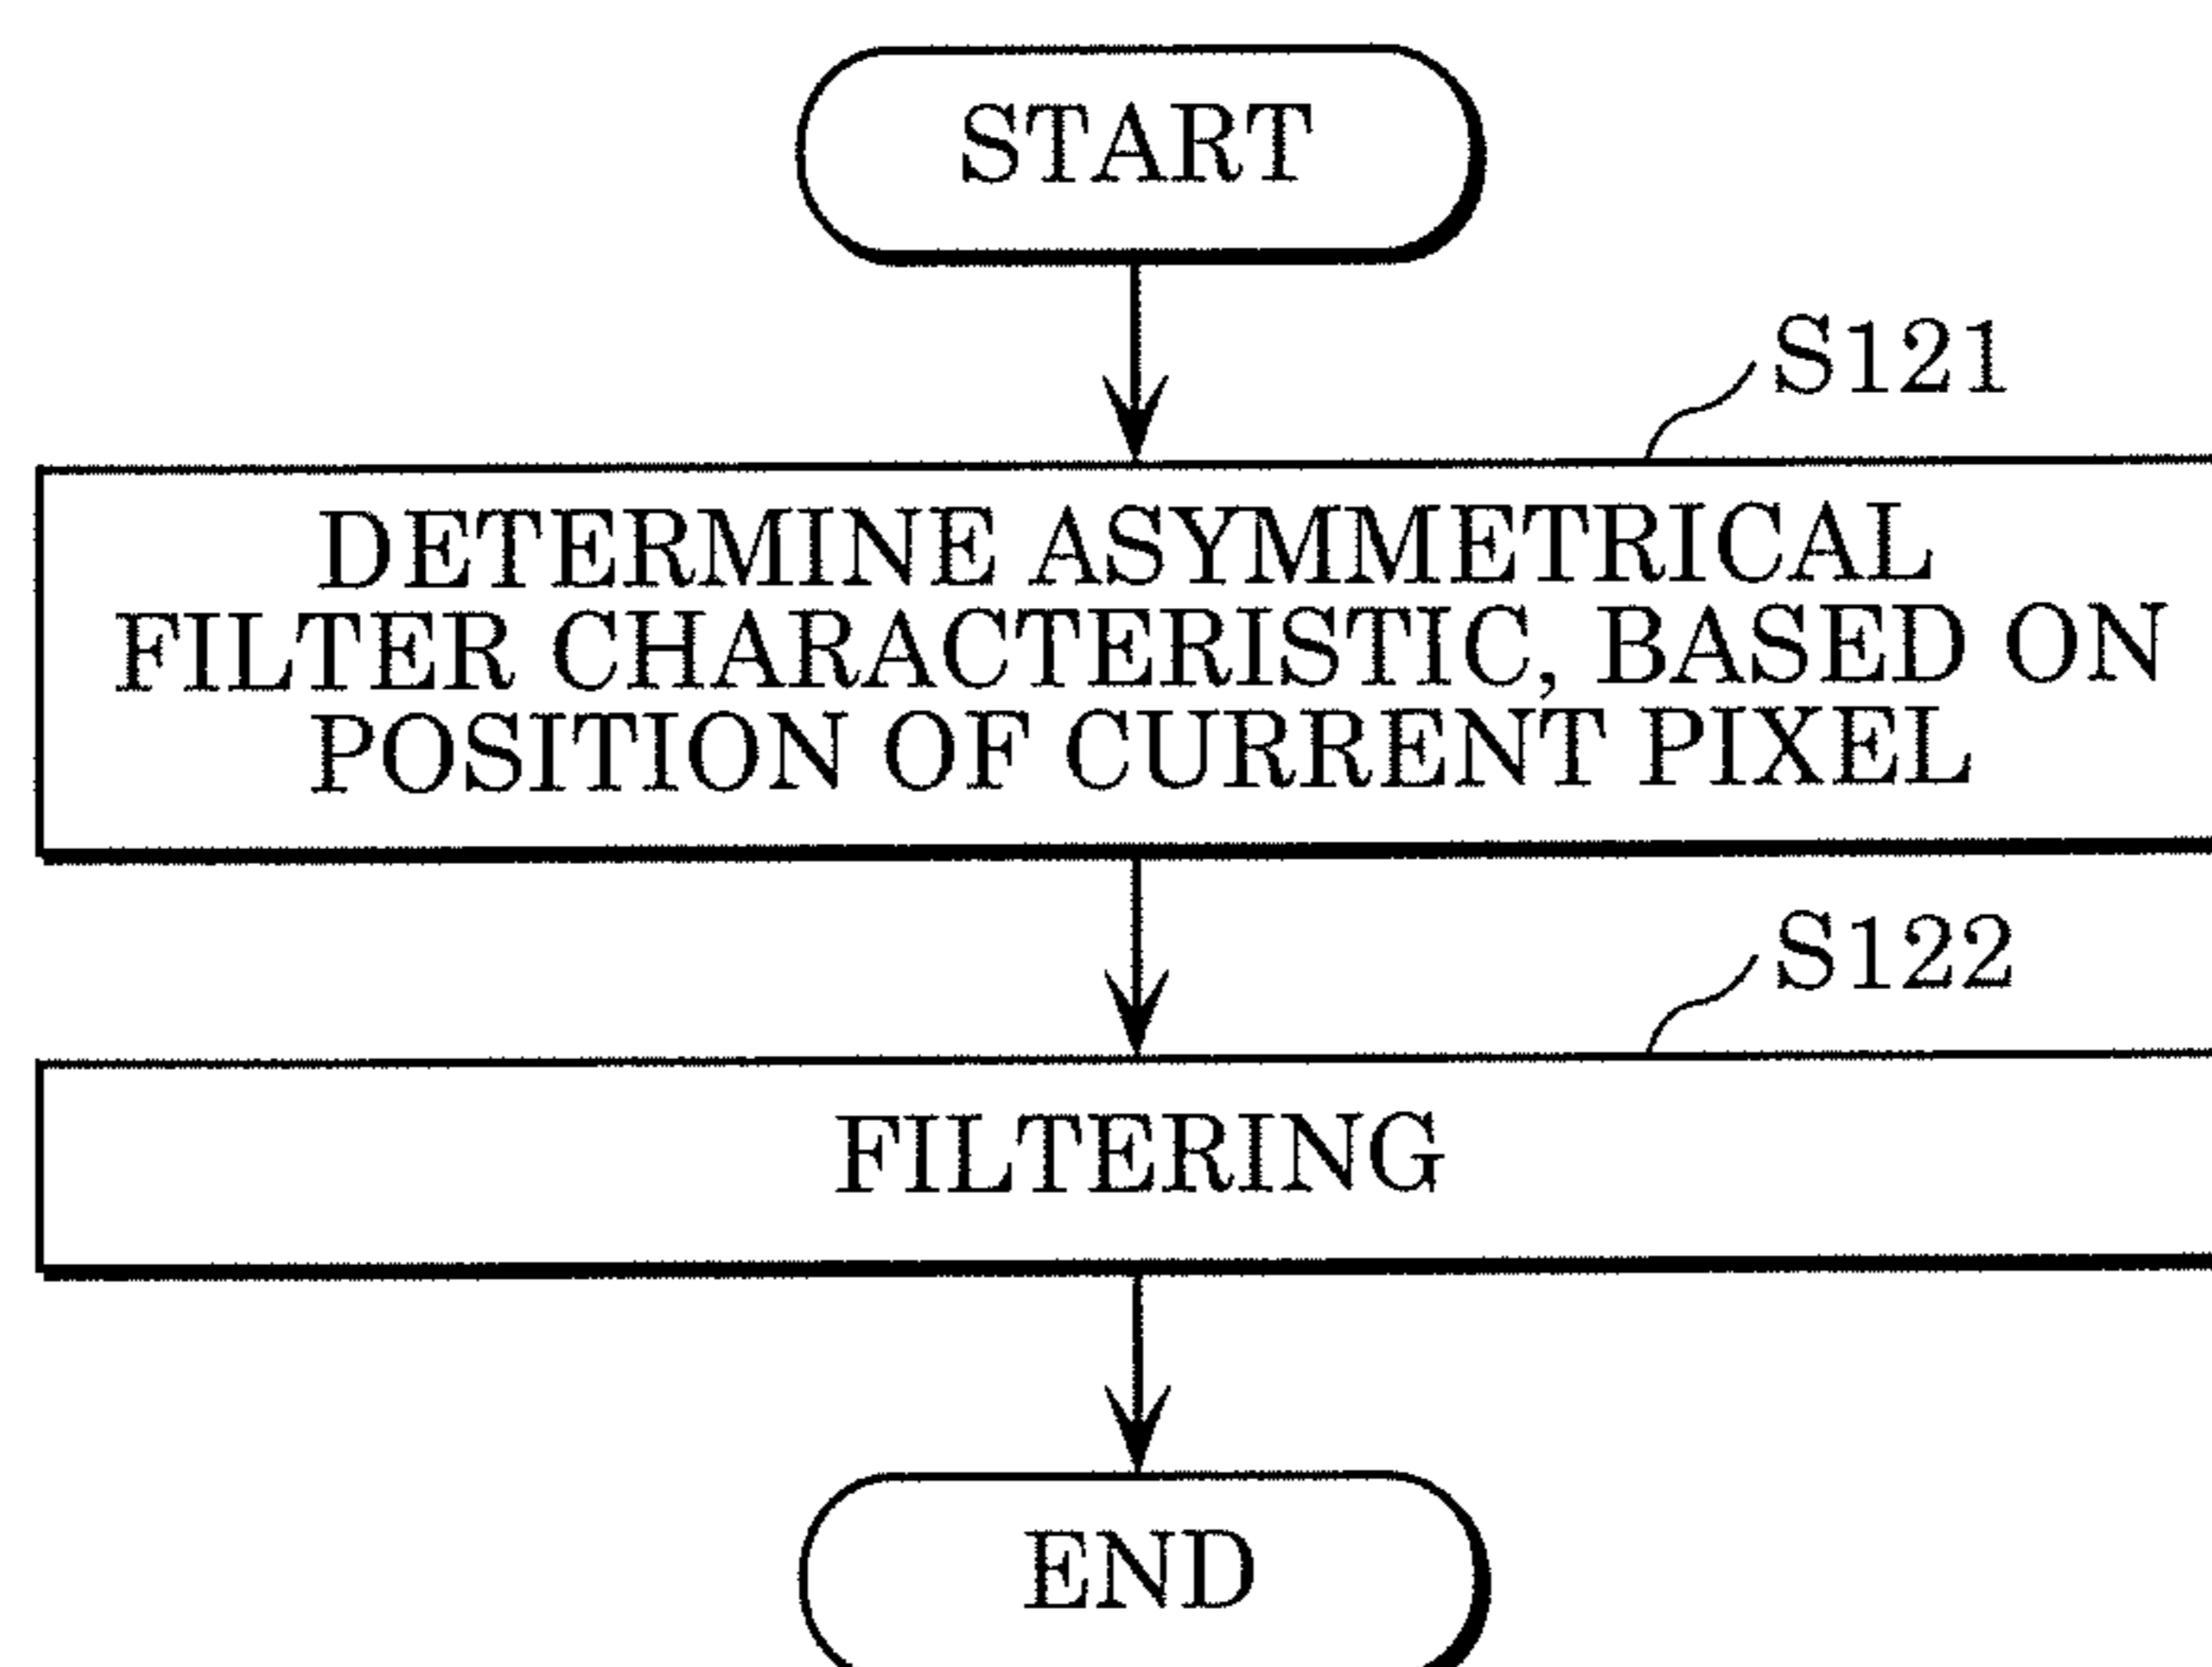 START
S121
DETERMINE ASYMMETRICAL
FILTER CHARACTERISTIC, BASED ON
POSITION OF CURRENT PIXEL
S122
FILTERING
END